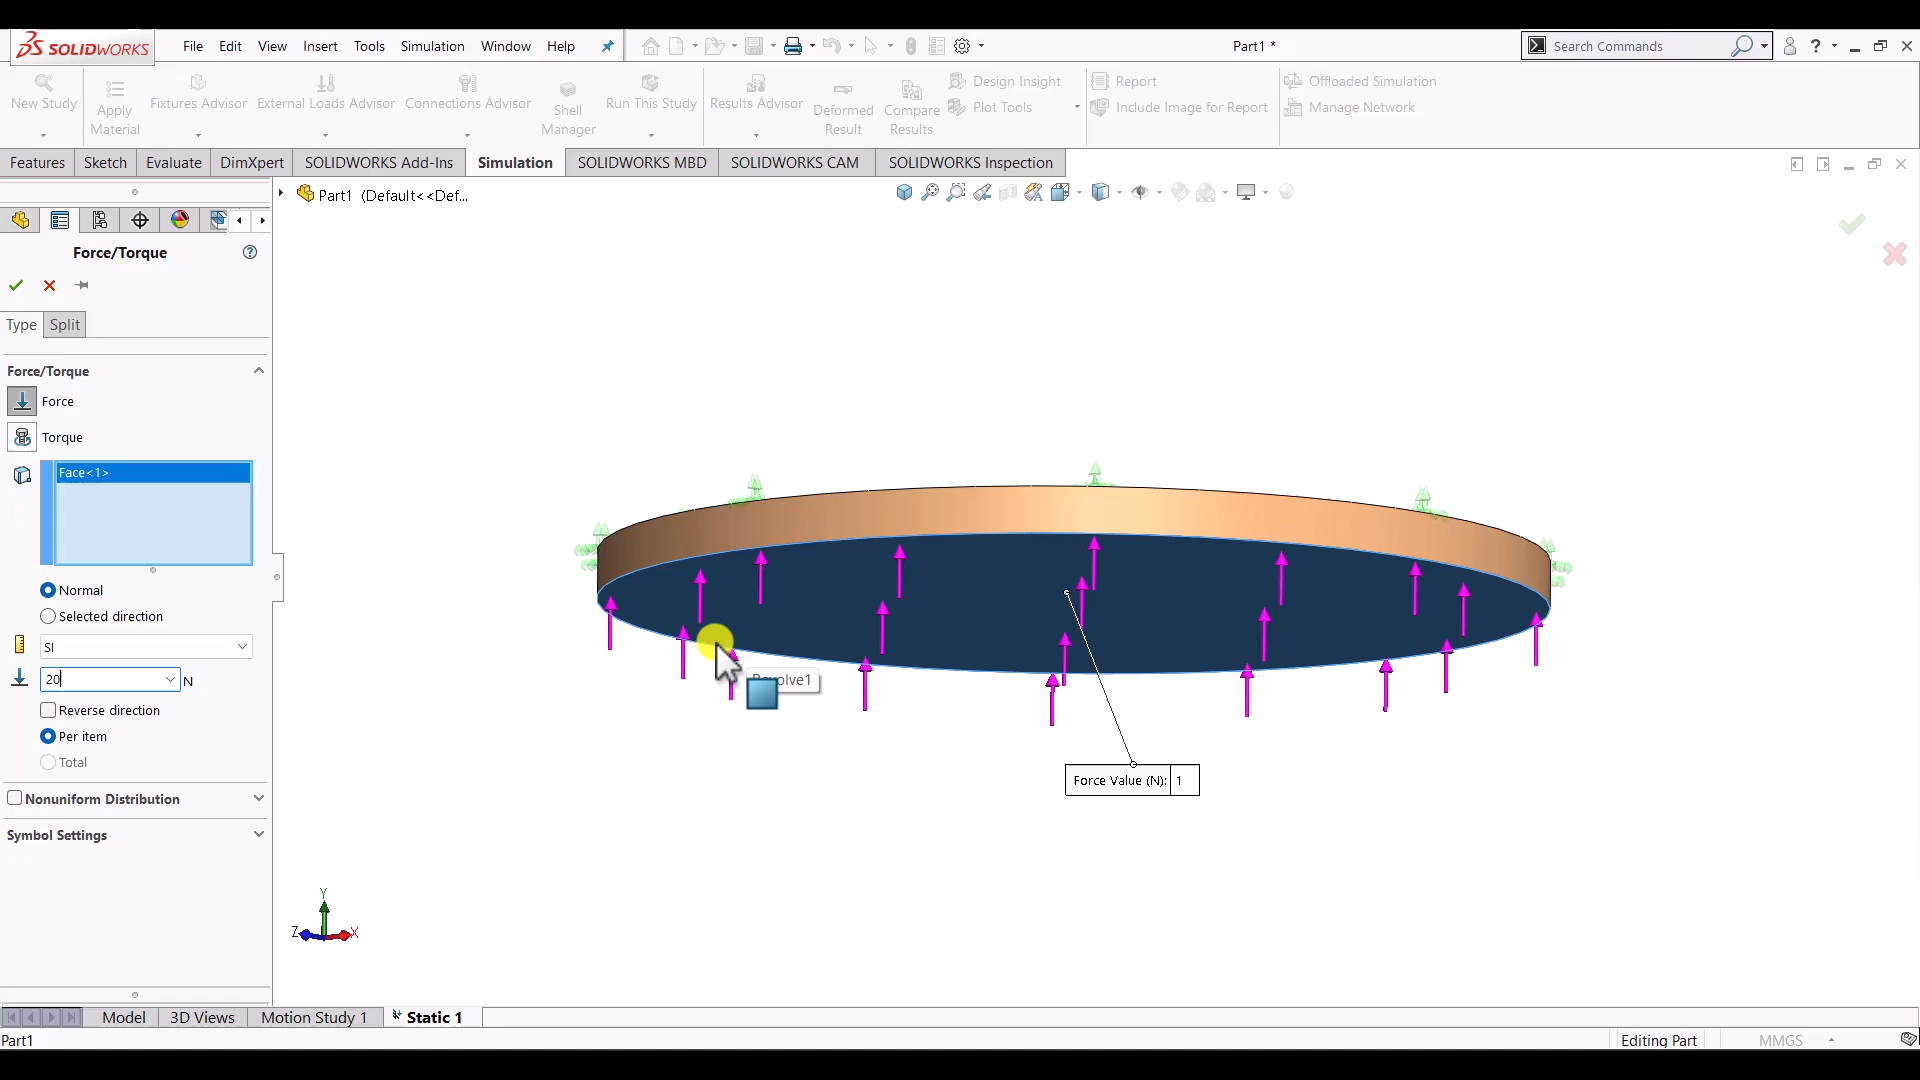 SOLIDWORKS
File Edit View Insert Tools Simulation Window Help
Part1 *
Search Commands
New Study
Apply Material
Fixtures Advisor
External Loads Advisor
Connections Advisor
Shell Manager
Run This Study
Results Advisor
Deformed Result
Compare Results
Design Insight
Plot Tools
Report
Include Image for Report
Offloaded Simulation
Manage Network
Features Sketch Evaluate DimXpert SOLIDWORKS Add-Ins Simulation SOLIDWORKS MBD SOLIDWORKS CAM SOLIDWORKS Inspection
Part1 (Default<<Def...
Force/Torque
Type Split
Force/Torque
Force
Torque
Face<1>
Normal
Selected direction
SI
20 N
Reverse direction
Per item
Total
Nonuniform Distribution
Symbol Settings
Revolve1
Force Value (N): 1
Y
Z X
Model 3D Views Motion Study 1 Static 1
Part1
Editing Part
MMGS